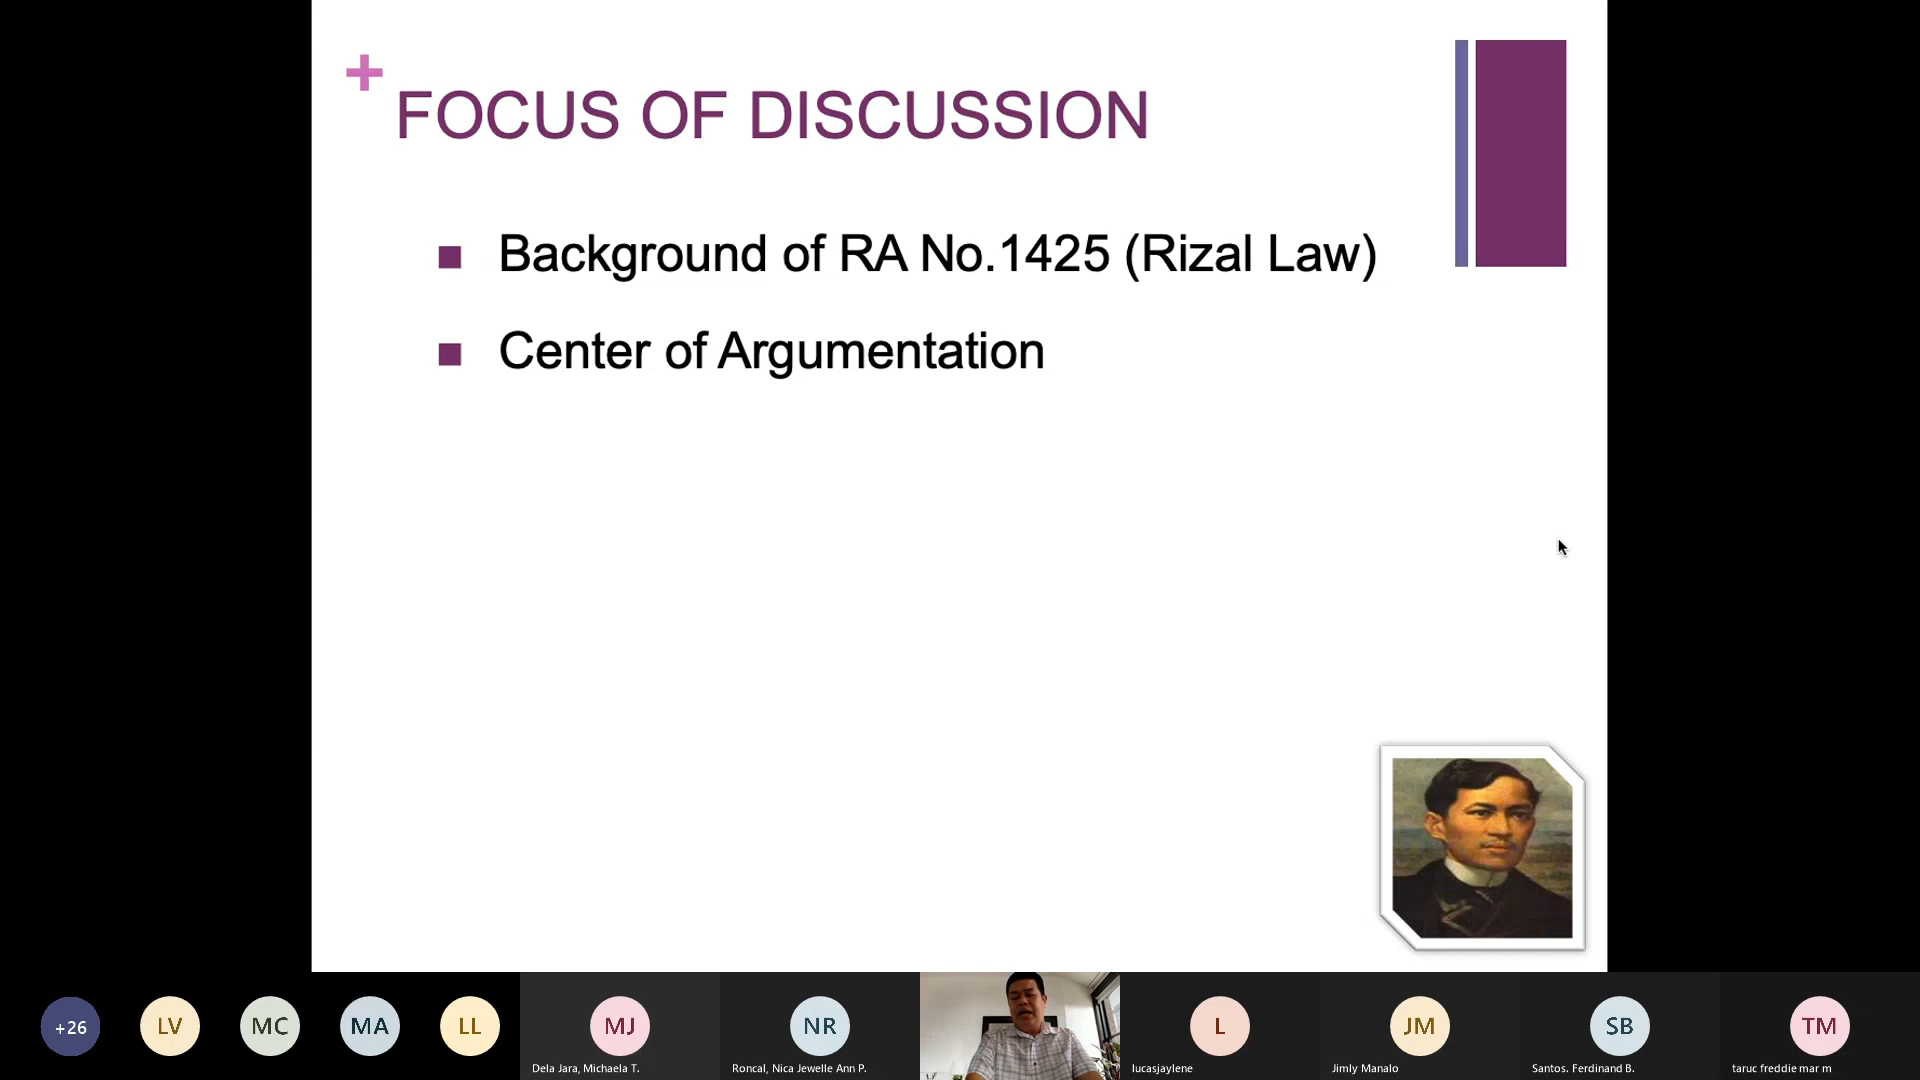 +
FOCUS OF DISCUSSION
Background of RA No.1425 (Rizal Law)
Center of Argumentation
+26
LV
MC
MA
LL
MJ
Dela Jara, Michaela T.
NR
Roncal, Nica Jewelle Ann P.
L
lucasjaylene
JM
Jimly Manalo
SB
Santos. Ferdinand B.
TM
taruc freddie mar m